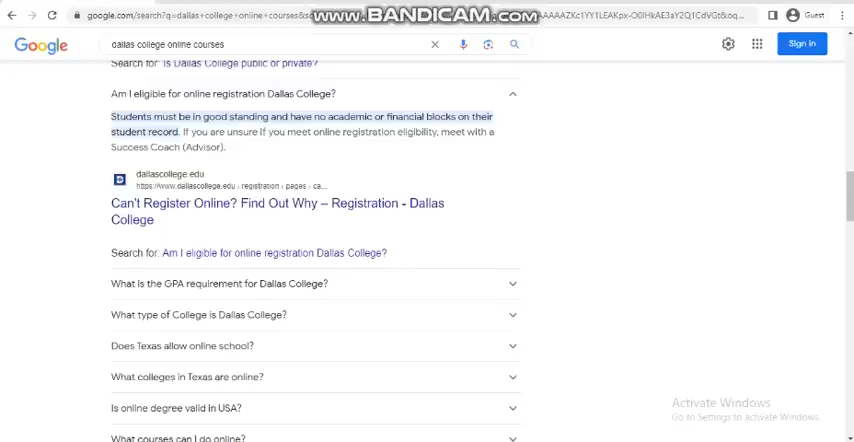 google.com/search?q=dallas+college+online+courses&sc
WWW.BANDICAM.COM
Guest
Google
dallas college online courses
Sign in
Search for: Is Dallas College public or private?
Am I eligible for online registration Dallas College?
Students must be in good standing and have no academic or financial blocks on their
student record. If you are unsure if you meet online registration eligibility, meet with a
Success Coach (Advisor).
dallascollege.edu
https://www.dallascollege.edu › registration › pages › ca...
Can't Register Online? Find Out Why – Registration - Dallas
College
Search for: Am I eligible for online registration Dallas College?
What is the GPA requirement for Dallas College?
What type of College is Dallas College?
Does Texas allow online school?
What colleges in Texas are online?
Is online degree valid in USA?
What courses can I do online?
Activate Windows
Go to Settings to activate Windows.